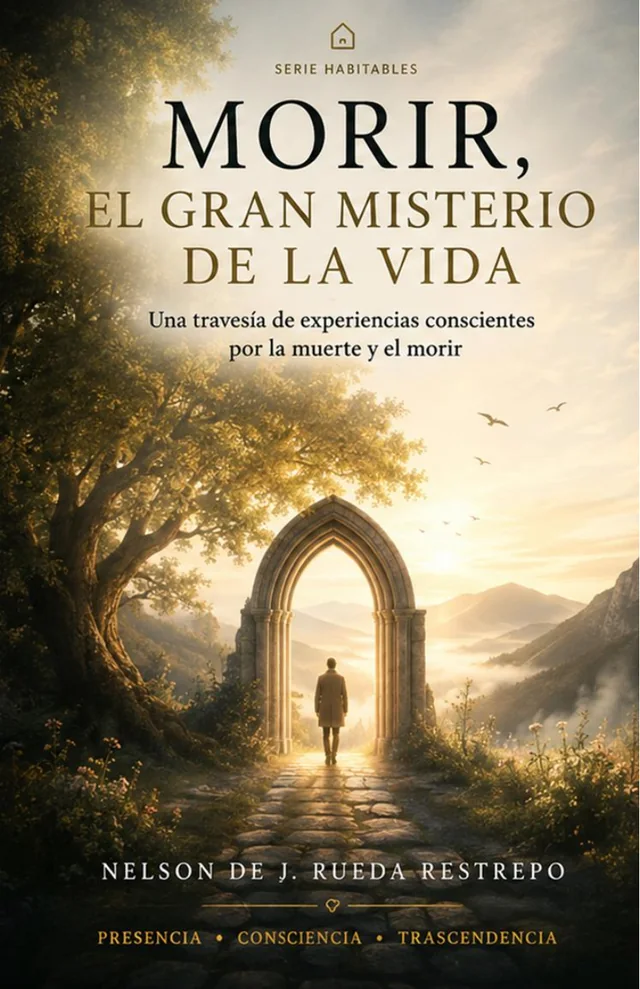 SERIE HABITABLES
MORIR,
EL GRAN MISTERIO
DE LA VIDA
Una travesía de experiencias conscientes
por la muerte y el morir
NELSON DE J. RUEDA RESTREPO
PRESENCIA • CONSCIENCIA • TRASCENDENCIA